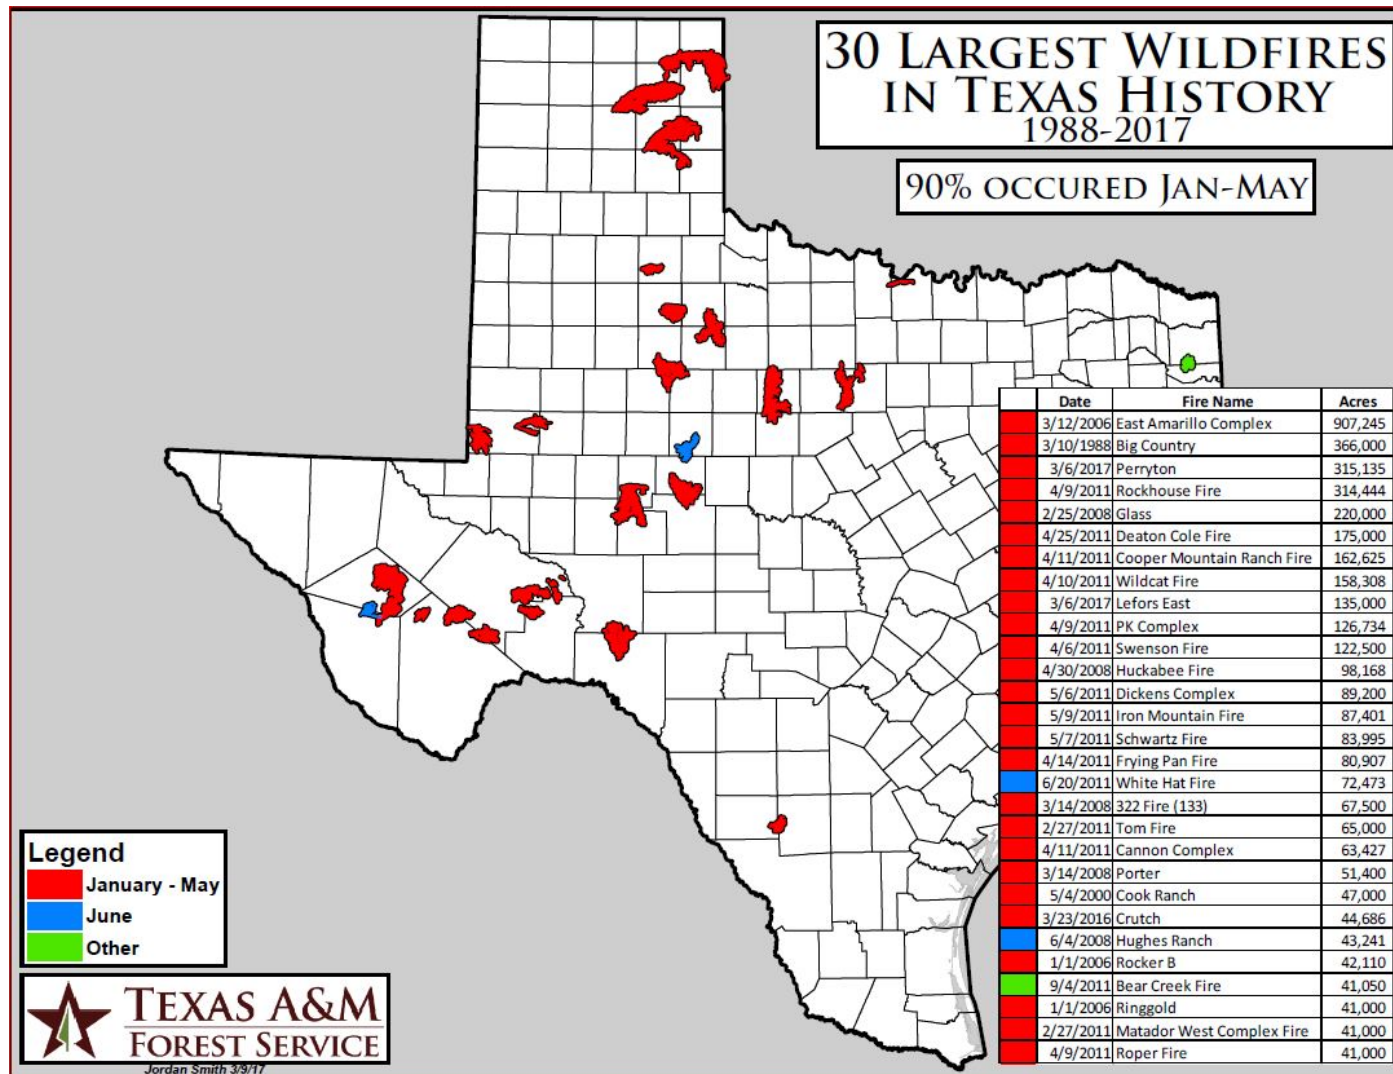 30 LARGEST WILDFIRES
IN TEXAS HISTORY
1988-2017
90% OCCURED JAN-MAY
Date Fire Name Acres
3/12/2006 East Amarillo Complex 907,245
3/10/1988 Big Country 366,000
3/6/2017 Perryton 315,135
4/9/2011 Rockhouse Fire 314,444
2/25/2008 Glass 220,000
4/25/2011 Deaton Cole Fire 175,000
4/11/2011 Cooper Mountain Ranch Fire 162,625
4/10/2011 Wildcat Fire 158,308
3/6/2017 Lefors East 135,000
4/9/2011 PK Complex 126,734
4/6/2011 Swenson Fire 122,500
4/30/2008 Huckabee Fire 98,168
5/6/2011 Dickens Complex 89,200
5/9/2011 Iron Mountain Fire 87,401
5/7/2011 Schwartz Fire 83,995
4/14/2011 Frying Pan Fire 80,907
6/20/2011 White Hat Fire 72,473
3/14/2008 322 Fire (133) 67,500
2/27/2011 Tom Fire 65,000
4/11/2011 Cannon Complex 63,427
3/14/2008 Porter 51,400
5/4/2000 Cook Ranch 47,000
3/23/2016 Crutch 44,686
6/4/2008 Hughes Ranch 43,241
1/1/2006 Rocker B 42,110
9/4/2011 Bear Creek Fire 41,050
1/1/2006 Ringgold 41,000
2/27/2011 Matador West Complex Fire 41,000
4/9/2011 Roper Fire 41,000
Legend
January - May
June
Other
TEXAS A&M
FOREST SERVICE
Jordan Smith 3/9/17